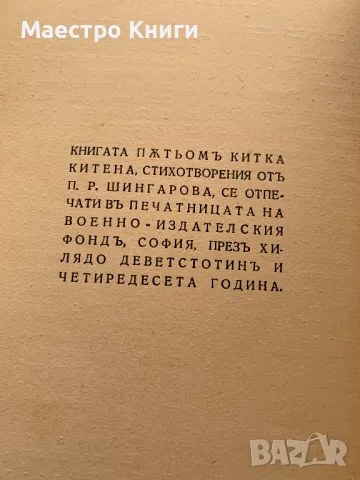 Маестро Книги
КНИГАТА ПѪТЬОМЪ КИТКА
КИТЕНА, СТИХОТВОРЕНИЯ ОТЪ
П. Р. ШИНГАРОВА, СЕ ОТПЕ-
ЧАТИ ВЪ ПЕЧАТНИЦАТА НА
ВОЕННО-ИЗДАТЕЛСКИЯ
ФОНДЪ, СОФИЯ, ПРЕЗЪ ХИ-
ЛЯДО ДЕВЕТСТОТИНЪ И
ЧЕТИРЕДЕСЕТА ГОДИНА.
BAZAR